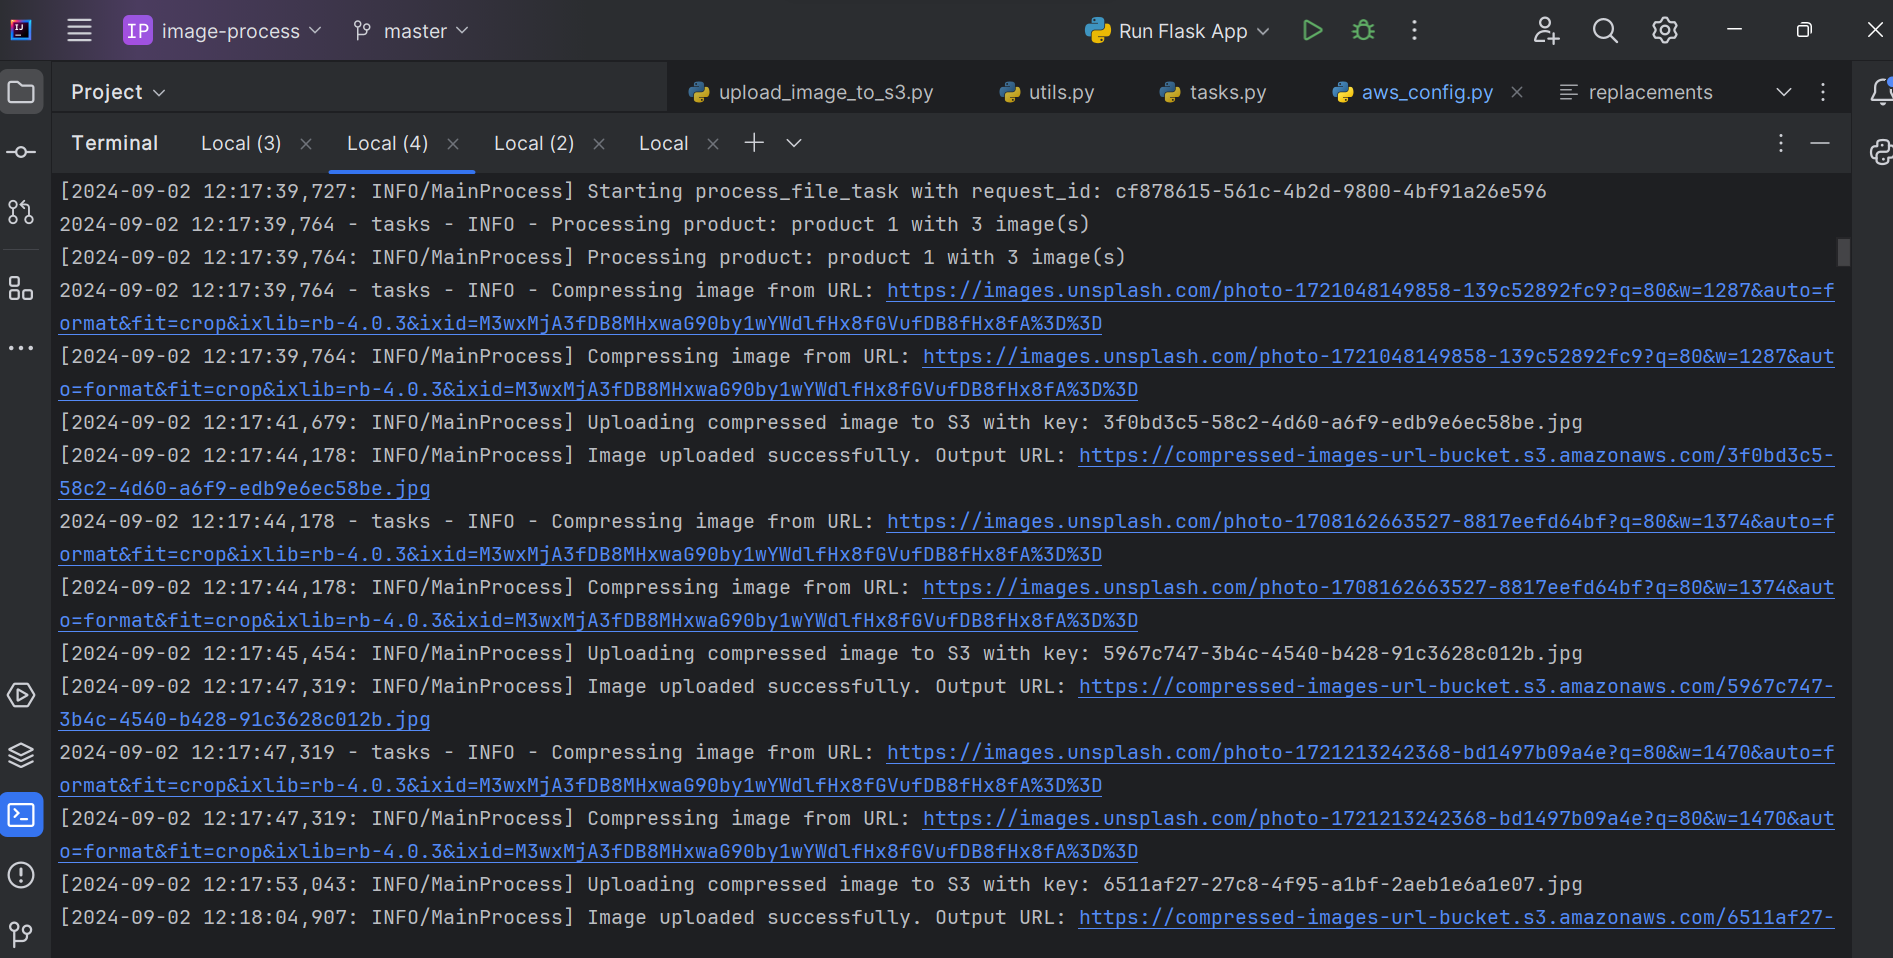 IJ
IP image-process master Run Flask App
Project upload_image_to_s3.py utils.py tasks.py aws_config.py replacements
Terminal Local (3) Local (4) Local (2) Local
[2024-09-02 12:17:39,727: INFO/MainProcess] Starting process_file_task with request_id: cf878615-561c-4b2d-9800-4bf91a26e596
2024-09-02 12:17:39,764 - tasks - INFO - Processing product: product 1 with 3 image(s)
[2024-09-02 12:17:39,764: INFO/MainProcess] Processing product: product 1 with 3 image(s)
2024-09-02 12:17:39,764 - tasks - INFO - Compressing image from URL: https://images.unsplash.com/photo-1721048149858-139c52892fc9?q=80&w=1287&auto=f
ormat&fit=crop&ixlib=rb-4.0.3&ixid=M3wxMjA3fDB8MHxwaG90by1wYWdlfHx8fGVufDB8fHx8fA%3D%3D
[2024-09-02 12:17:39,764: INFO/MainProcess] Compressing image from URL: https://images.unsplash.com/photo-1721048149858-139c52892fc9?q=80&w=1287&aut
o=format&fit=crop&ixlib=rb-4.0.3&ixid=M3wxMjA3fDB8MHxwaG90by1wYWdlfHx8fGVufDB8fHx8fA%3D%3D
[2024-09-02 12:17:41,679: INFO/MainProcess] Uploading compressed image to S3 with key: 3f0bd3c5-58c2-4d60-a6f9-edb9e6ec58be.jpg
[2024-09-02 12:17:44,178: INFO/MainProcess] Image uploaded successfully. Output URL: https://compressed-images-url-bucket.s3.amazonaws.com/3f0bd3c5-
58c2-4d60-a6f9-edb9e6ec58be.jpg
2024-09-02 12:17:44,178 - tasks - INFO - Compressing image from URL: https://images.unsplash.com/photo-1708162663527-8817eefd64bf?q=80&w=1374&auto=f
ormat&fit=crop&ixlib=rb-4.0.3&ixid=M3wxMjA3fDB8MHxwaG90by1wYWdlfHx8fGVufDB8fHx8fA%3D%3D
[2024-09-02 12:17:44,178: INFO/MainProcess] Compressing image from URL: https://images.unsplash.com/photo-1708162663527-8817eefd64bf?q=80&w=1374&aut
o=format&fit=crop&ixlib=rb-4.0.3&ixid=M3wxMjA3fDB8MHxwaG90by1wYWdlfHx8fGVufDB8fHx8fA%3D%3D
[2024-09-02 12:17:45,454: INFO/MainProcess] Uploading compressed image to S3 with key: 5967c747-3b4c-4540-b428-91c3628c012b.jpg
[2024-09-02 12:17:47,319: INFO/MainProcess] Image uploaded successfully. Output URL: https://compressed-images-url-bucket.s3.amazonaws.com/5967c747-
3b4c-4540-b428-91c3628c012b.jpg
2024-09-02 12:17:47,319 - tasks - INFO - Compressing image from URL: https://images.unsplash.com/photo-1721213242368-bd1497b09a4e?q=80&w=1470&auto=f
ormat&fit=crop&ixlib=rb-4.0.3&ixid=M3wxMjA3fDB8MHxwaG90by1wYWdlfHx8fGVufDB8fHx8fA%3D%3D
[2024-09-02 12:17:47,319: INFO/MainProcess] Compressing image from URL: https://images.unsplash.com/photo-1721213242368-bd1497b09a4e?q=80&w=1470&aut
o=format&fit=crop&ixlib=rb-4.0.3&ixid=M3wxMjA3fDB8MHxwaG90by1wYWdlfHx8fGVufDB8fHx8fA%3D%3D
[2024-09-02 12:17:53,043: INFO/MainProcess] Uploading compressed image to S3 with key: 6511af27-27c8-4f95-a1bf-2aeb1e6a1e07.jpg
[2024-09-02 12:18:04,907: INFO/MainProcess] Image uploaded successfully. Output URL: https://compressed-images-url-bucket.s3.amazonaws.com/6511af27-